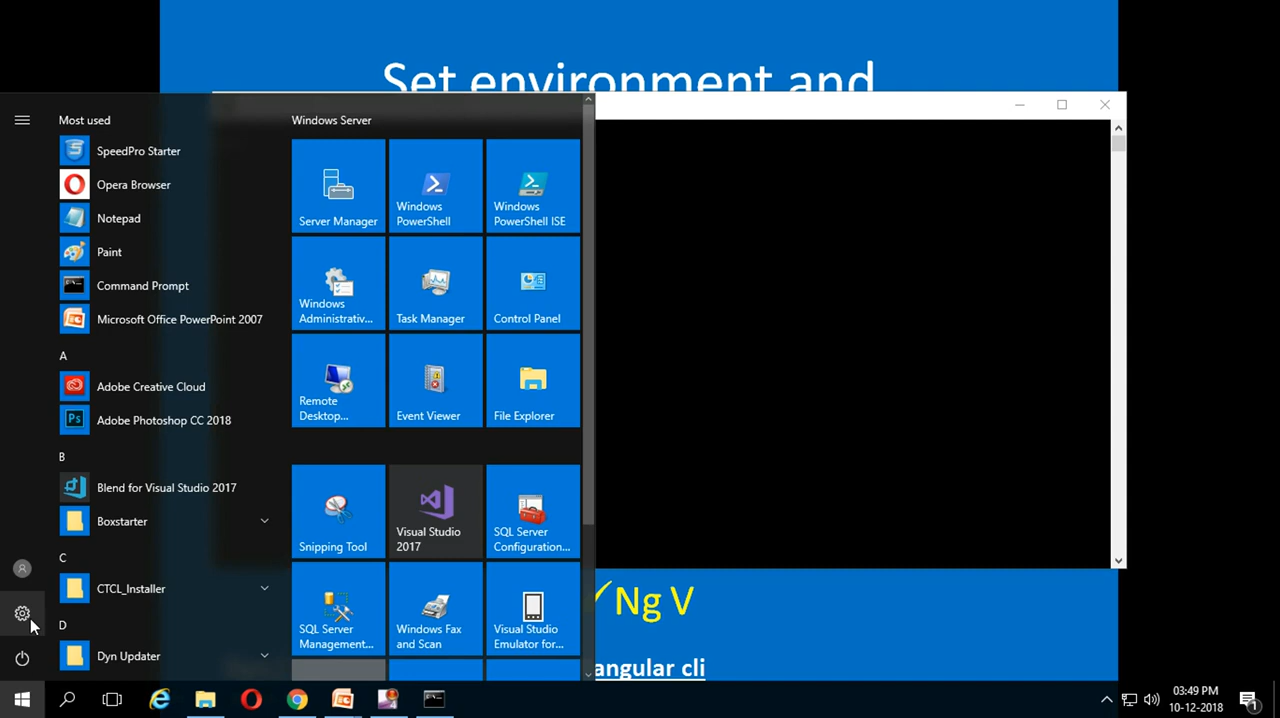 Set environment and
Most used
SpeedPro Starter
Opera Browser
Notepad
Paint
Command Prompt
Microsoft Office PowerPoint 2007
A
Adobe Creative Cloud
Adobe Photoshop CC 2018
B
Blend for Visual Studio 2017
Boxstarter
C
CTCL_Installer
D
Dyn Updater
Windows Server
Server Manager
Windows
PowerShell
Windows
PowerShell ISE
Windows
Administrativ...
Task Manager
Control Panel
Remote
Desktop...
Event Viewer
File Explorer
Snipping Tool
Visual Studio
2017
SQL Server
Configuration...
SQL Server
Management...
Windows Fax
and Scan
Visual Studio
Emulator for...
Ng V
angular cli
03:49 PM
10-12-2018
1